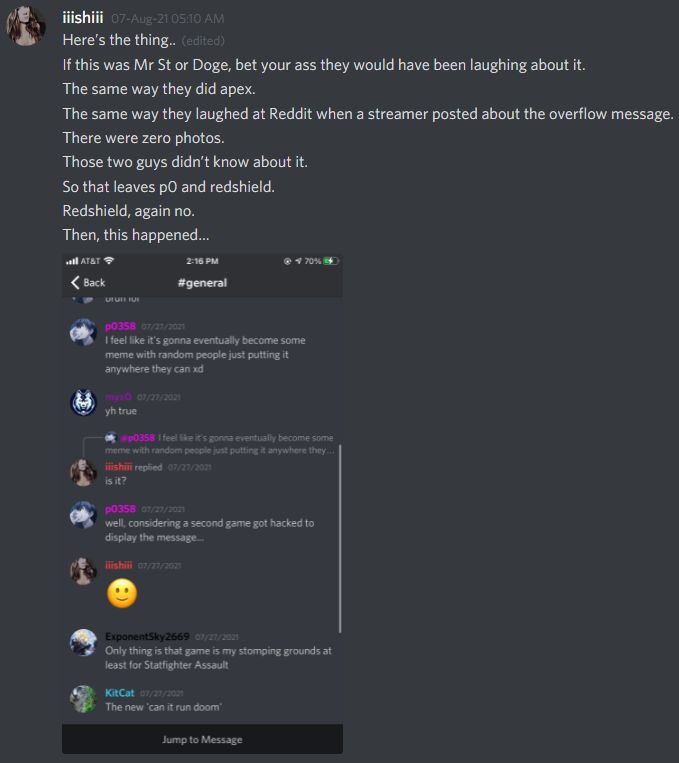 iiishiii 07-Aug-21 05:10 AM
Here's the thing.. (edited)
If this was Mr St or Doge, bet your ass they would have been laughing about it.
The same way they did apex.
The same way they laughed at Reddit when a streamer posted about the overflow message.
There were zero photos.
Those two guys didn't know about it.
So that leaves p0 and redshield.
Redshield, again no.
Then, this happened...
AT&T 2:16 PM 70%
Back #general
bruh lol
p0358 07/27/2021
I feel like it's gonna eventually become some
meme with random people just putting it
anywhere they can xd
mysO 07/27/2021
yh true
@p0358 I feel like it's gonna eventually become some
meme with random people just putting it anywhere they...
iiishiii replied 07/27/2021
is it?
p0358 07/27/2021
well, considering a second game got hacked to
display the message...
iiishiii 07/27/2021
ExponentSky2669 07/27/2021
Only thing is that game is my stomping grounds at
least for Statfighter Assault
KitCat 07/27/2021
The new 'can it run doom'
Jump to Message